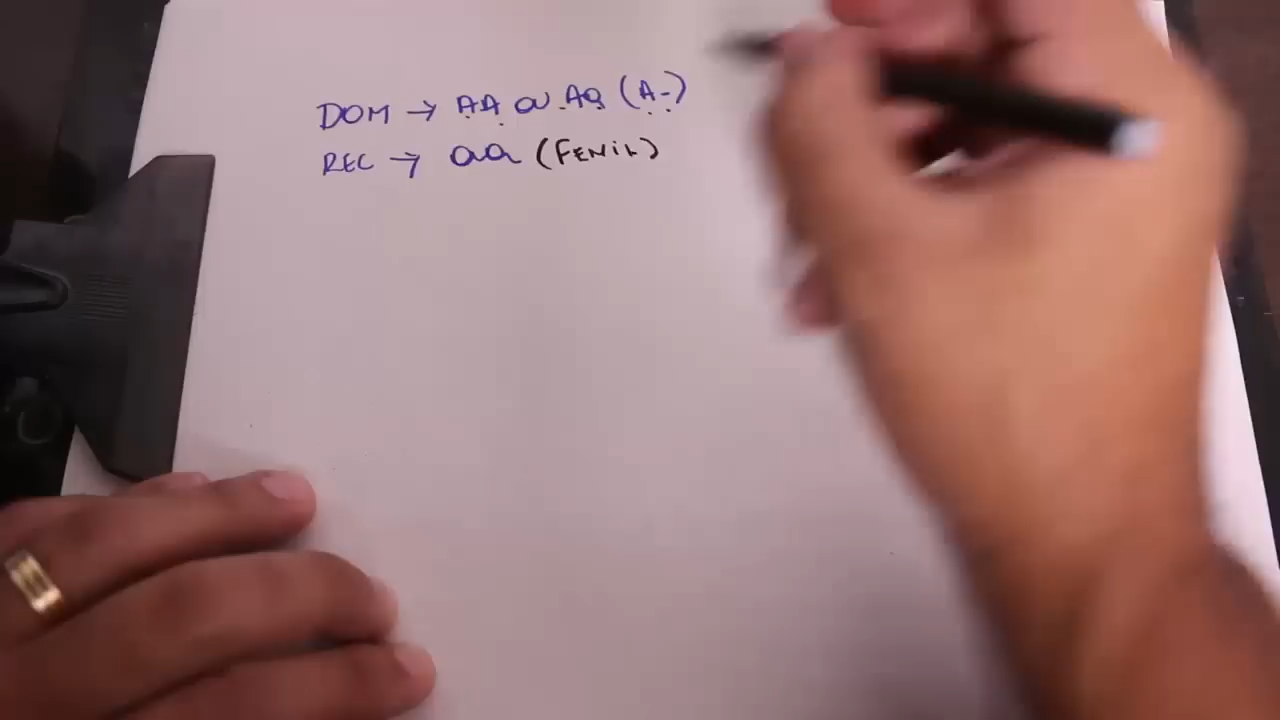 DOM → AA OU Aa (A-)
REC → aa (FENIL)